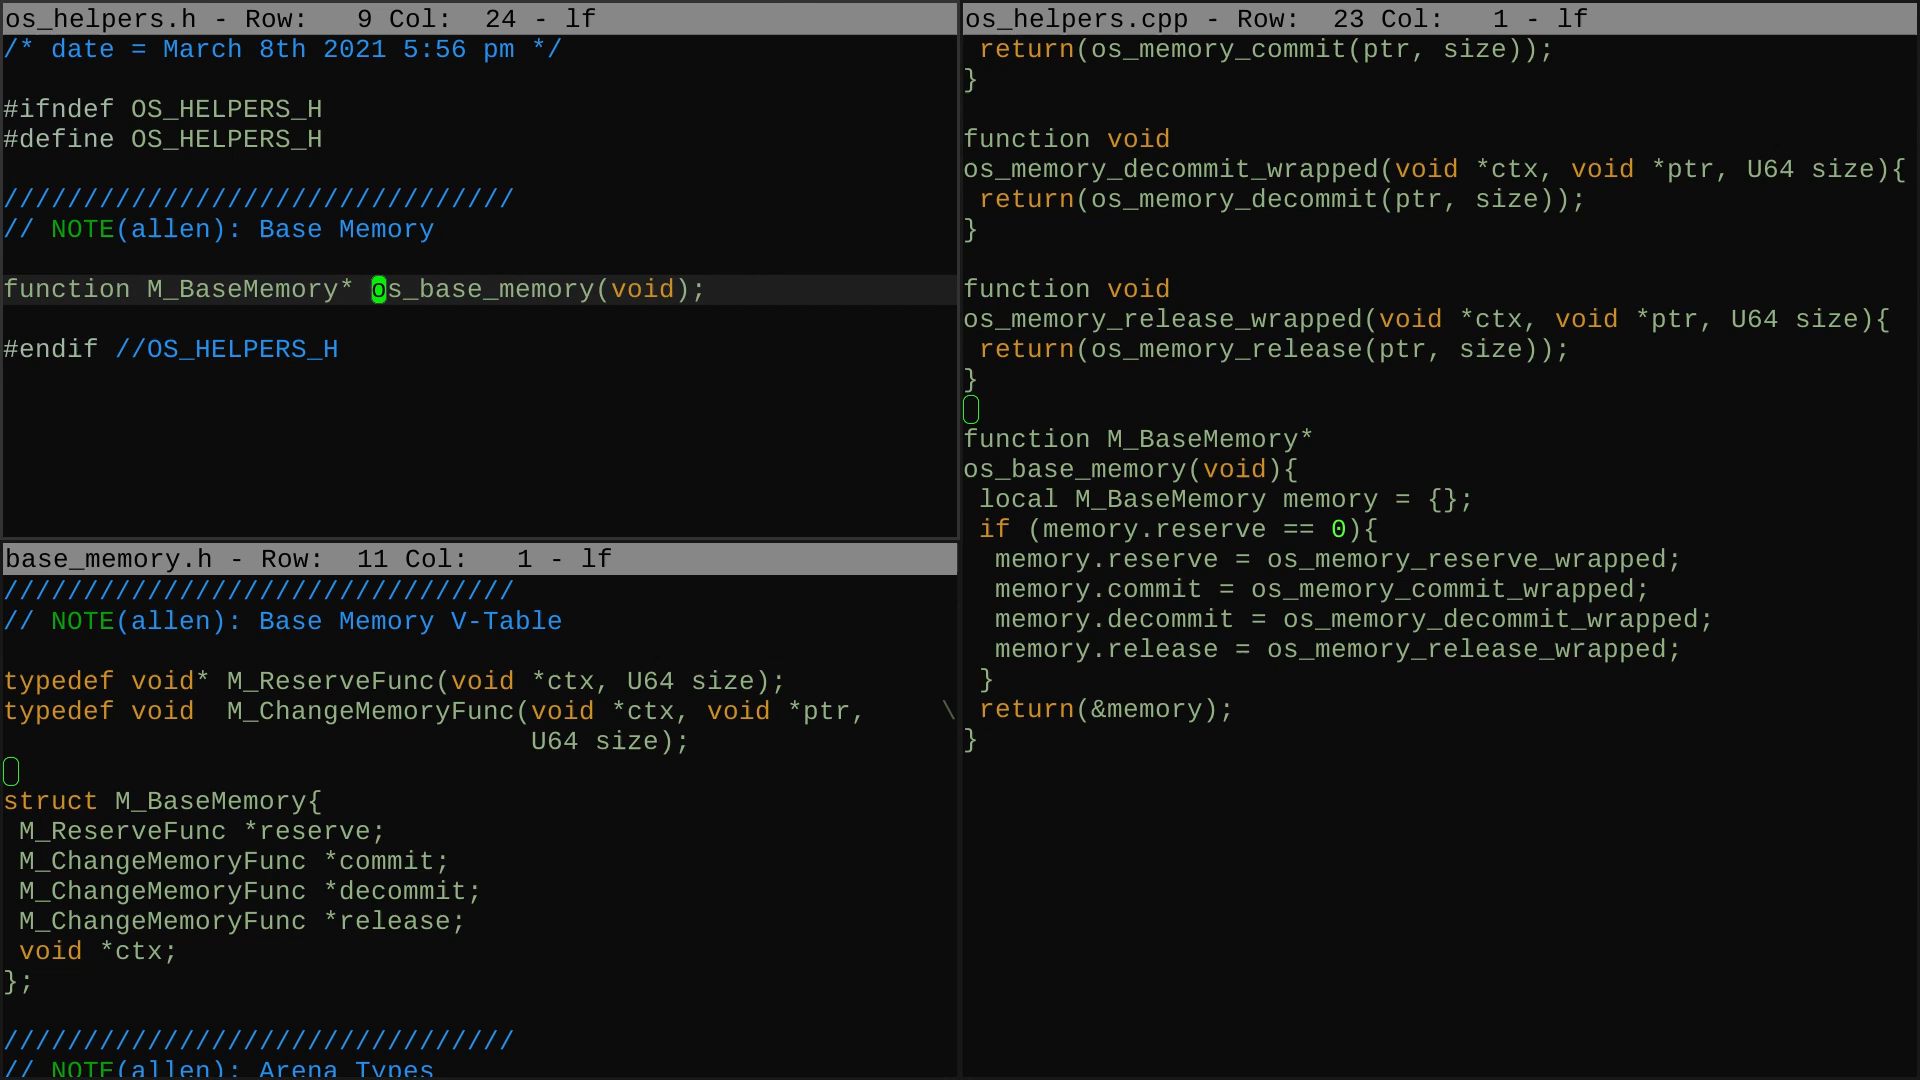 os_helpers.h - Row:   9 Col:  24 - lf
/* date = March 8th 2021 5:56 pm */
#ifndef OS_HELPERS_H
#define OS_HELPERS_H
////////////////////////////////
// NOTE(allen): Base Memory
function M_BaseMemory* os_base_memory(void);
#endif //OS_HELPERS_H
base_memory.h - Row:  11 Col:   1 - lf
////////////////////////////////
// NOTE(allen): Base Memory V-Table
typedef void* M_ReserveFunc(void *ctx, U64 size);
typedef void  M_ChangeMemoryFunc(void *ctx, void *ptr,     \
                                 U64 size);
struct M_BaseMemory{
 M_ReserveFunc *reserve;
 M_ChangeMemoryFunc *commit;
 M_ChangeMemoryFunc *decommit;
 M_ChangeMemoryFunc *release;
 void *ctx;
};
////////////////////////////////
// NOTE(allen): Arena Types
os_helpers.cpp - Row:  23 Col:   1 - lf
 return(os_memory_commit(ptr, size));
}
function void
os_memory_decommit_wrapped(void *ctx, void *ptr, U64 size){
 return(os_memory_decommit(ptr, size));
}
function void
os_memory_release_wrapped(void *ctx, void *ptr, U64 size){
 return(os_memory_release(ptr, size));
}
function M_BaseMemory*
os_base_memory(void){
 local M_BaseMemory memory = {};
 if (memory.reserve == 0){
  memory.reserve = os_memory_reserve_wrapped;
  memory.commit = os_memory_commit_wrapped;
  memory.decommit = os_memory_decommit_wrapped;
  memory.release = os_memory_release_wrapped;
 }
 return(&memory);
}